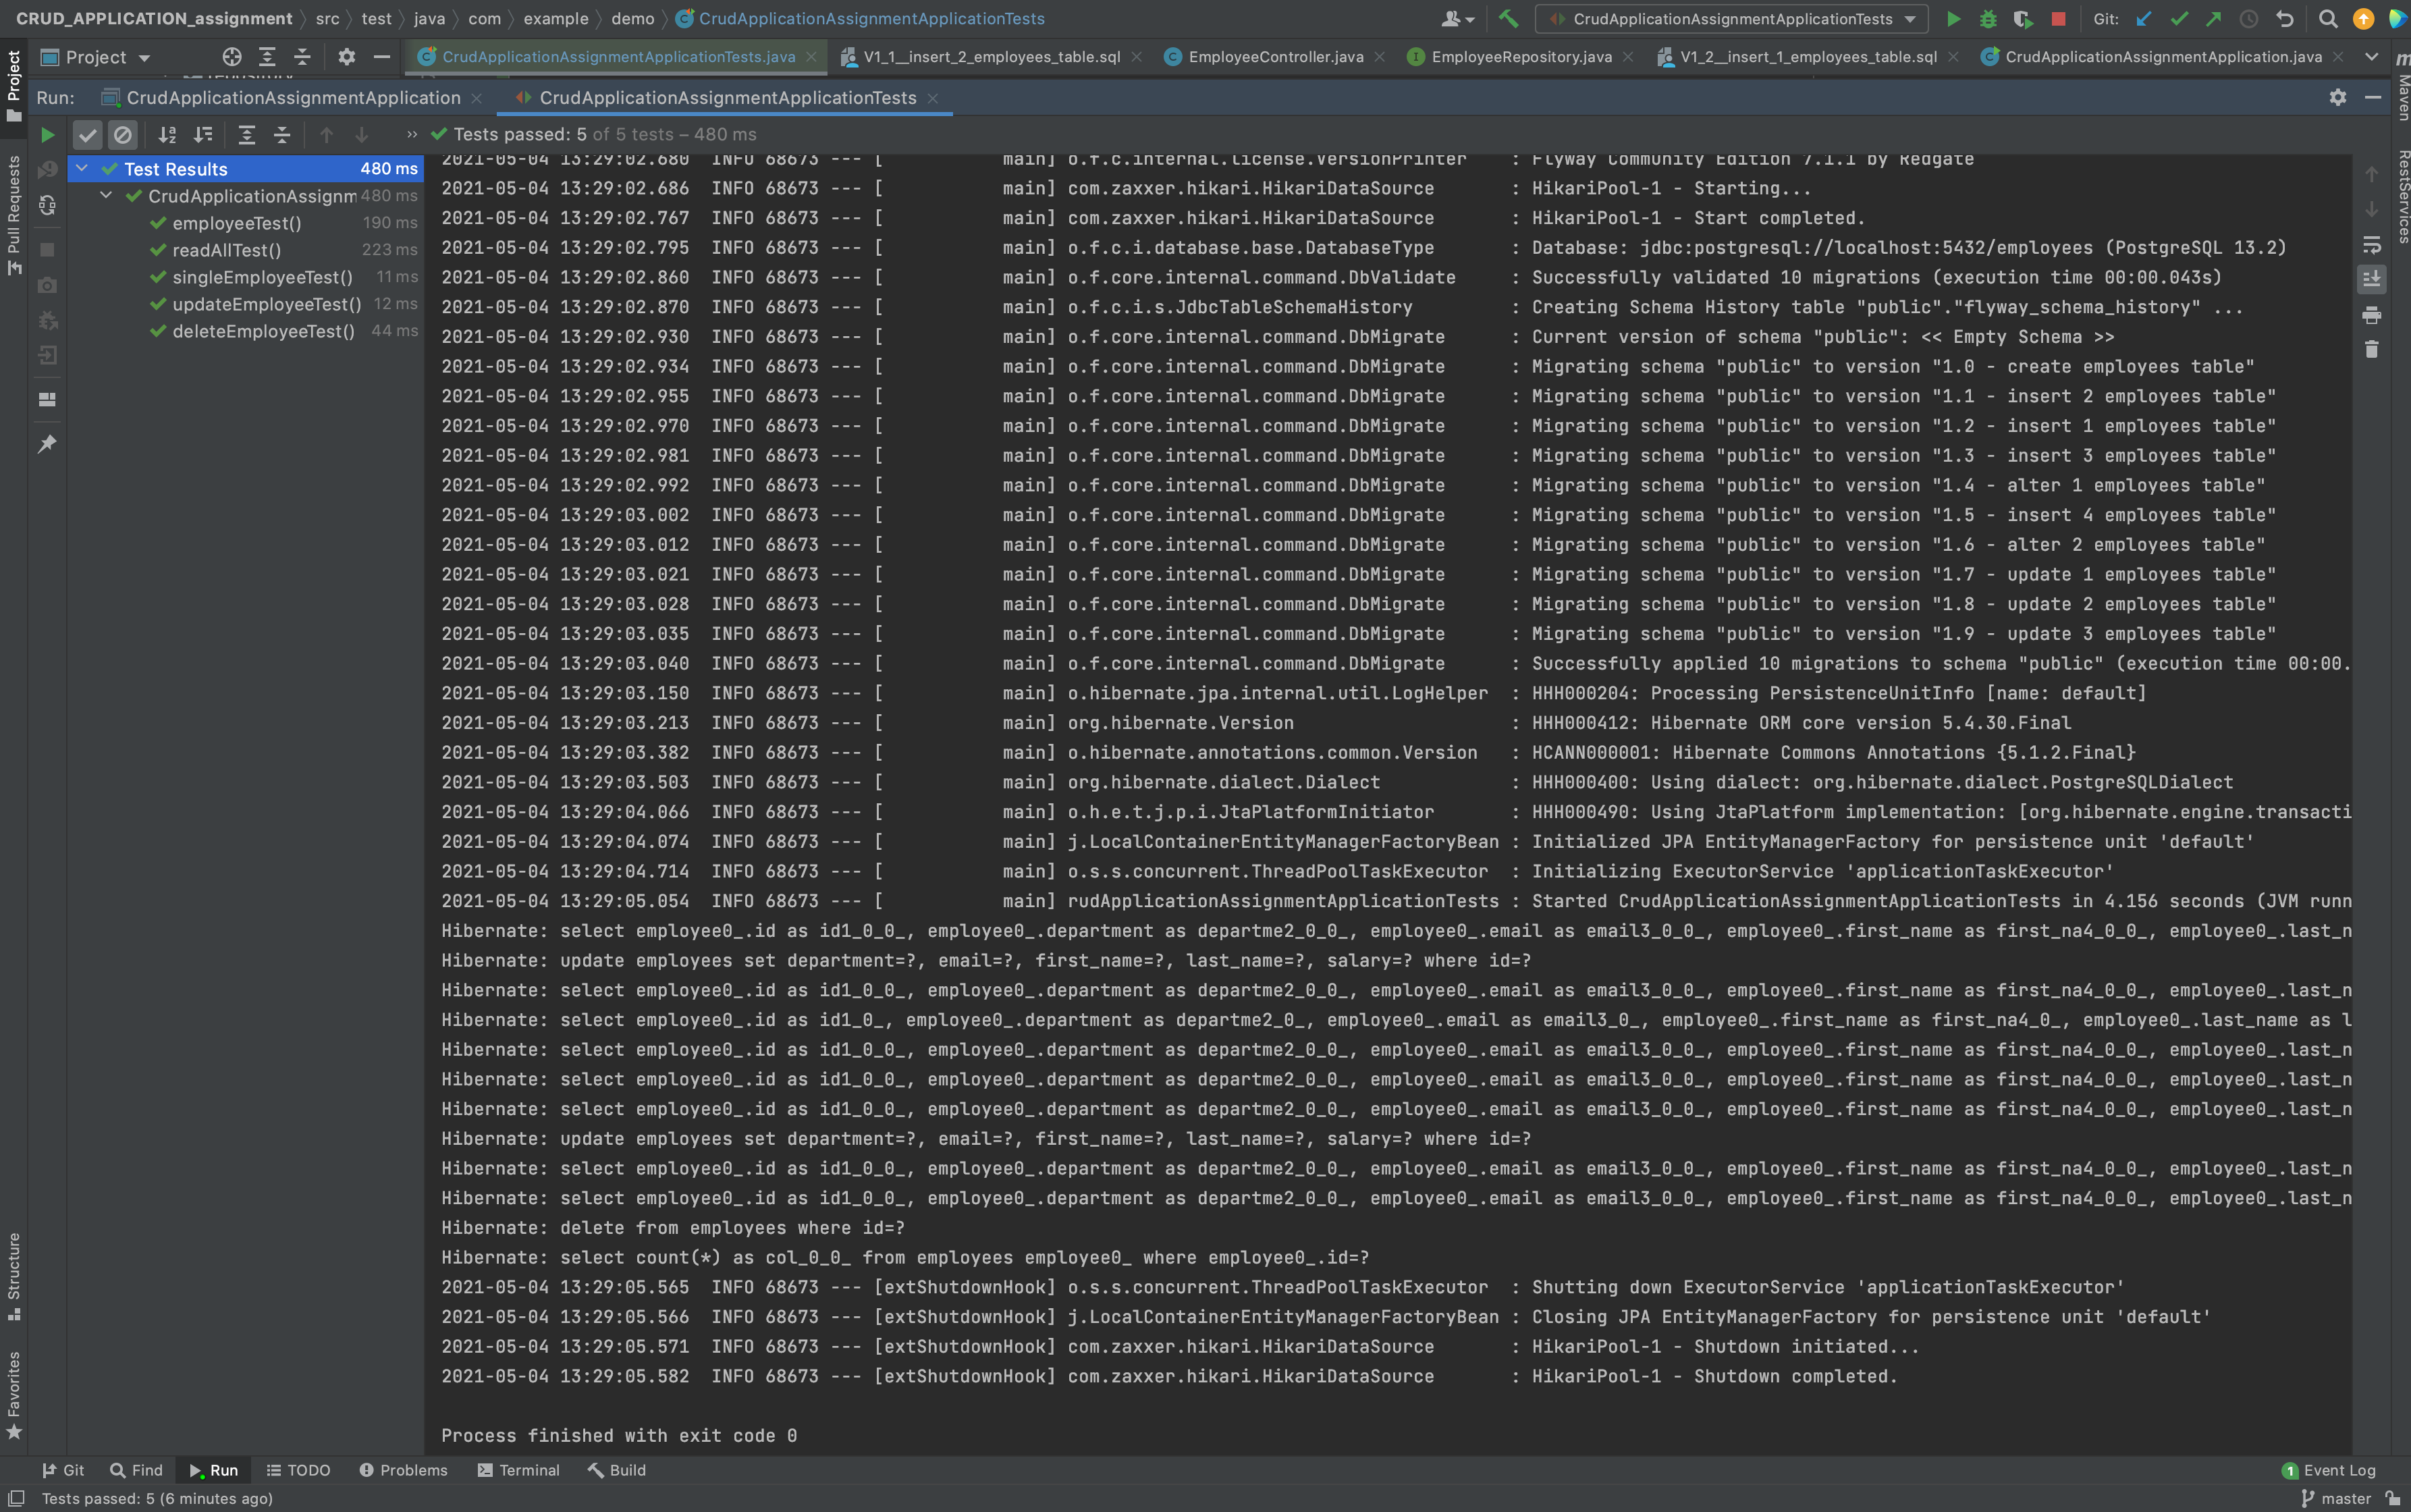 CRUD_APPLICATION_assignment src test java com example demo CrudApplicationAssignmentApplicationTests
CrudApplicationAssignmentApplicationTests Git:
Project
CrudApplicationAssignmentApplicationTests.java V1_1__insert_2_employees_table.sql EmployeeController.java EmployeeRepository.java V1_2__insert_1_employees_table.sql CrudApplicationAssignmentApplication.java
Run: CrudApplicationAssignmentApplication CrudApplicationAssignmentApplicationTests
Tests passed: 5 of 5 tests – 480 ms
Test Results 480 ms
CrudApplicationAssignm 480 ms
employeeTest() 190 ms
readAllTest() 223 ms
singleEmployeeTest() 11 ms
updateEmployeeTest() 12 ms
deleteEmployeeTest() 44 ms
2021-05-04 13:29:02.680 INFO 68673 --- [ main] o.f.c.internal.license.VersionPrinter : Flyway Community Edition 7.1.1 by Redgate
2021-05-04 13:29:02.686 INFO 68673 --- [ main] com.zaxxer.hikari.HikariDataSource : HikariPool-1 - Starting...
2021-05-04 13:29:02.767 INFO 68673 --- [ main] com.zaxxer.hikari.HikariDataSource : HikariPool-1 - Start completed.
2021-05-04 13:29:02.795 INFO 68673 --- [ main] o.f.c.i.database.base.DatabaseType : Database: jdbc:postgresql://localhost:5432/employees (PostgreSQL 13.2)
2021-05-04 13:29:02.860 INFO 68673 --- [ main] o.f.core.internal.command.DbValidate : Successfully validated 10 migrations (execution time 00:00.043s)
2021-05-04 13:29:02.870 INFO 68673 --- [ main] o.f.c.i.s.JdbcTableSchemaHistory : Creating Schema History table "public"."flyway_schema_history" ...
2021-05-04 13:29:02.930 INFO 68673 --- [ main] o.f.core.internal.command.DbMigrate : Current version of schema "public": << Empty Schema >>
2021-05-04 13:29:02.934 INFO 68673 --- [ main] o.f.core.internal.command.DbMigrate : Migrating schema "public" to version "1.0 - create employees table"
2021-05-04 13:29:02.955 INFO 68673 --- [ main] o.f.core.internal.command.DbMigrate : Migrating schema "public" to version "1.1 - insert 2 employees table"
2021-05-04 13:29:02.970 INFO 68673 --- [ main] o.f.core.internal.command.DbMigrate : Migrating schema "public" to version "1.2 - insert 1 employees table"
2021-05-04 13:29:02.981 INFO 68673 --- [ main] o.f.core.internal.command.DbMigrate : Migrating schema "public" to version "1.3 - insert 3 employees table"
2021-05-04 13:29:02.992 INFO 68673 --- [ main] o.f.core.internal.command.DbMigrate : Migrating schema "public" to version "1.4 - alter 1 employees table"
2021-05-04 13:29:03.002 INFO 68673 --- [ main] o.f.core.internal.command.DbMigrate : Migrating schema "public" to version "1.5 - insert 4 employees table"
2021-05-04 13:29:03.012 INFO 68673 --- [ main] o.f.core.internal.command.DbMigrate : Migrating schema "public" to version "1.6 - alter 2 employees table"
2021-05-04 13:29:03.021 INFO 68673 --- [ main] o.f.core.internal.command.DbMigrate : Migrating schema "public" to version "1.7 - update 1 employees table"
2021-05-04 13:29:03.028 INFO 68673 --- [ main] o.f.core.internal.command.DbMigrate : Migrating schema "public" to version "1.8 - update 2 employees table"
2021-05-04 13:29:03.035 INFO 68673 --- [ main] o.f.core.internal.command.DbMigrate : Migrating schema "public" to version "1.9 - update 3 employees table"
2021-05-04 13:29:03.040 INFO 68673 --- [ main] o.f.core.internal.command.DbMigrate : Successfully applied 10 migrations to schema "public" (execution time 00:00.
2021-05-04 13:29:03.150 INFO 68673 --- [ main] o.hibernate.jpa.internal.util.LogHelper : HHH000204: Processing PersistenceUnitInfo [name: default]
2021-05-04 13:29:03.213 INFO 68673 --- [ main] org.hibernate.Version : HHH000412: Hibernate ORM core version 5.4.30.Final
2021-05-04 13:29:03.382 INFO 68673 --- [ main] o.hibernate.annotations.common.Version : HCANN000001: Hibernate Commons Annotations {5.1.2.Final}
2021-05-04 13:29:03.503 INFO 68673 --- [ main] org.hibernate.dialect.Dialect : HHH000400: Using dialect: org.hibernate.dialect.PostgreSQLDialect
2021-05-04 13:29:04.066 INFO 68673 --- [ main] o.h.e.t.j.p.i.JtaPlatformInitiator : HHH000490: Using JtaPlatform implementation: [org.hibernate.engine.transacti
2021-05-04 13:29:04.074 INFO 68673 --- [ main] j.LocalContainerEntityManagerFactoryBean : Initialized JPA EntityManagerFactory for persistence unit 'default'
2021-05-04 13:29:04.714 INFO 68673 --- [ main] o.s.s.concurrent.ThreadPoolTaskExecutor : Initializing ExecutorService 'applicationTaskExecutor'
2021-05-04 13:29:05.054 INFO 68673 --- [ main] rudApplicationAssignmentApplicationTests : Started CrudApplicationAssignmentApplicationTests in 4.156 seconds (JVM runn
Hibernate: select employee0_.id as id1_0_0_, employee0_.department as departme2_0_0_, employee0_.email as email3_0_0_, employee0_.first_name as first_na4_0_0_, employee0_.last_n
Hibernate: update employees set department=?, email=?, first_name=?, last_name=?, salary=? where id=?
Hibernate: select employee0_.id as id1_0_0_, employee0_.department as departme2_0_0_, employee0_.email as email3_0_0_, employee0_.first_name as first_na4_0_0_, employee0_.last_n
Hibernate: select employee0_.id as id1_0_, employee0_.department as departme2_0_, employee0_.email as email3_0_, employee0_.first_name as first_na4_0_, employee0_.last_name as l
Hibernate: select employee0_.id as id1_0_0_, employee0_.department as departme2_0_0_, employee0_.email as email3_0_0_, employee0_.first_name as first_na4_0_0_, employee0_.last_n
Hibernate: select employee0_.id as id1_0_0_, employee0_.department as departme2_0_0_, employee0_.email as email3_0_0_, employee0_.first_name as first_na4_0_0_, employee0_.last_n
Hibernate: select employee0_.id as id1_0_0_, employee0_.department as departme2_0_0_, employee0_.email as email3_0_0_, employee0_.first_name as first_na4_0_0_, employee0_.last_n
Hibernate: update employees set department=?, email=?, first_name=?, last_name=?, salary=? where id=?
Hibernate: select employee0_.id as id1_0_0_, employee0_.department as departme2_0_0_, employee0_.email as email3_0_0_, employee0_.first_name as first_na4_0_0_, employee0_.last_n
Hibernate: select employee0_.id as id1_0_0_, employee0_.department as departme2_0_0_, employee0_.email as email3_0_0_, employee0_.first_name as first_na4_0_0_, employee0_.last_n
Hibernate: delete from employees where id=?
Hibernate: select count(*) as col_0_0_ from employees employee0_ where employee0_.id=?
2021-05-04 13:29:05.565 INFO 68673 --- [extShutdownHook] o.s.s.concurrent.ThreadPoolTaskExecutor : Shutting down ExecutorService 'applicationTaskExecutor'
2021-05-04 13:29:05.566 INFO 68673 --- [extShutdownHook] j.LocalContainerEntityManagerFactoryBean : Closing JPA EntityManagerFactory for persistence unit 'default'
2021-05-04 13:29:05.571 INFO 68673 --- [extShutdownHook] com.zaxxer.hikari.HikariDataSource : HikariPool-1 - Shutdown initiated...
2021-05-04 13:29:05.582 INFO 68673 --- [extShutdownHook] com.zaxxer.hikari.HikariDataSource : HikariPool-1 - Shutdown completed.
Process finished with exit code 0
Project
Pull Requests
Structure
Favorites
Maven
RestServices
Git Find Run TODO Problems Terminal Build
1 Event Log
Tests passed: 5 (6 minutes ago)
master